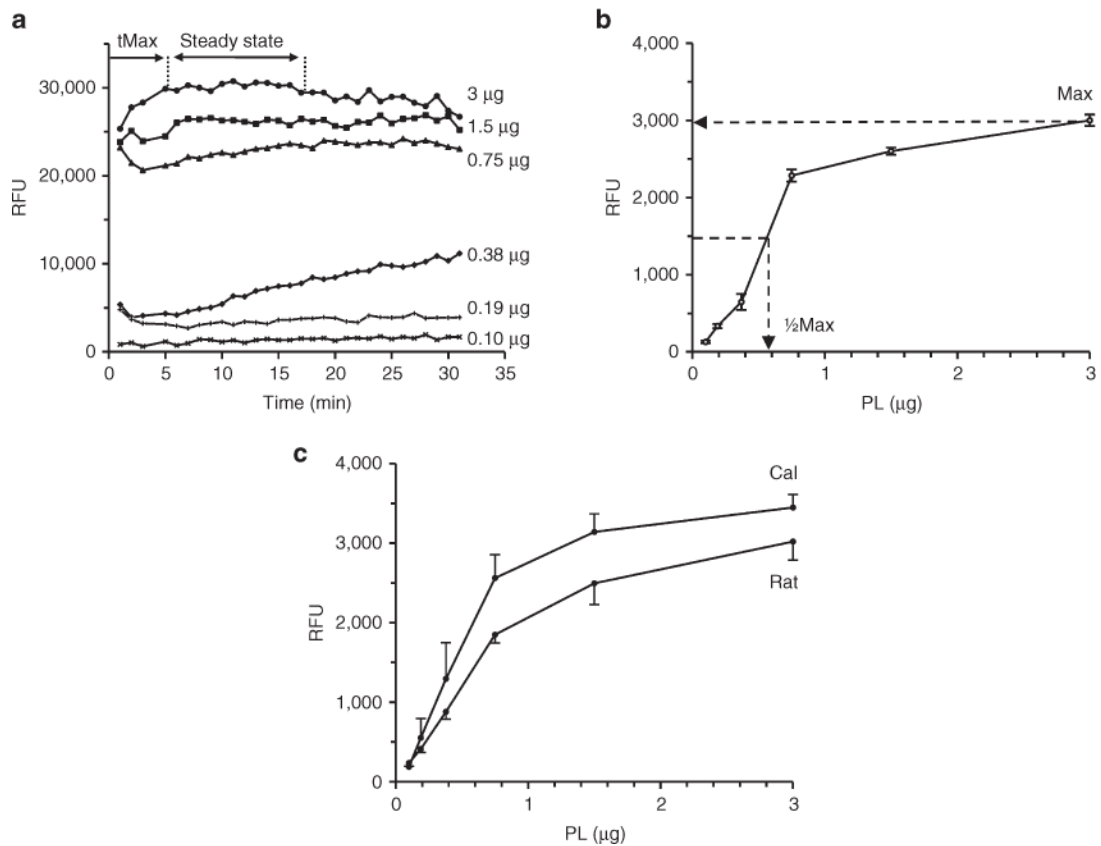 a
tMax
Steady state
30,000
20,000
10,000
0
RFU
3 µg
1.5 µg
0.75 µg
0.38 µg
0.19 µg
0.10 µg
0 5 10 15 20 25 30 35
Time (min)
b
4,000
3,000
2,000
1,000
0
RFU
Max
½Max
0 1 2 3
PL (µg)
c
4,000
3,000
2,000
1,000
0
RFU
Cal
Rat
0 1 2 3
PL (µg)